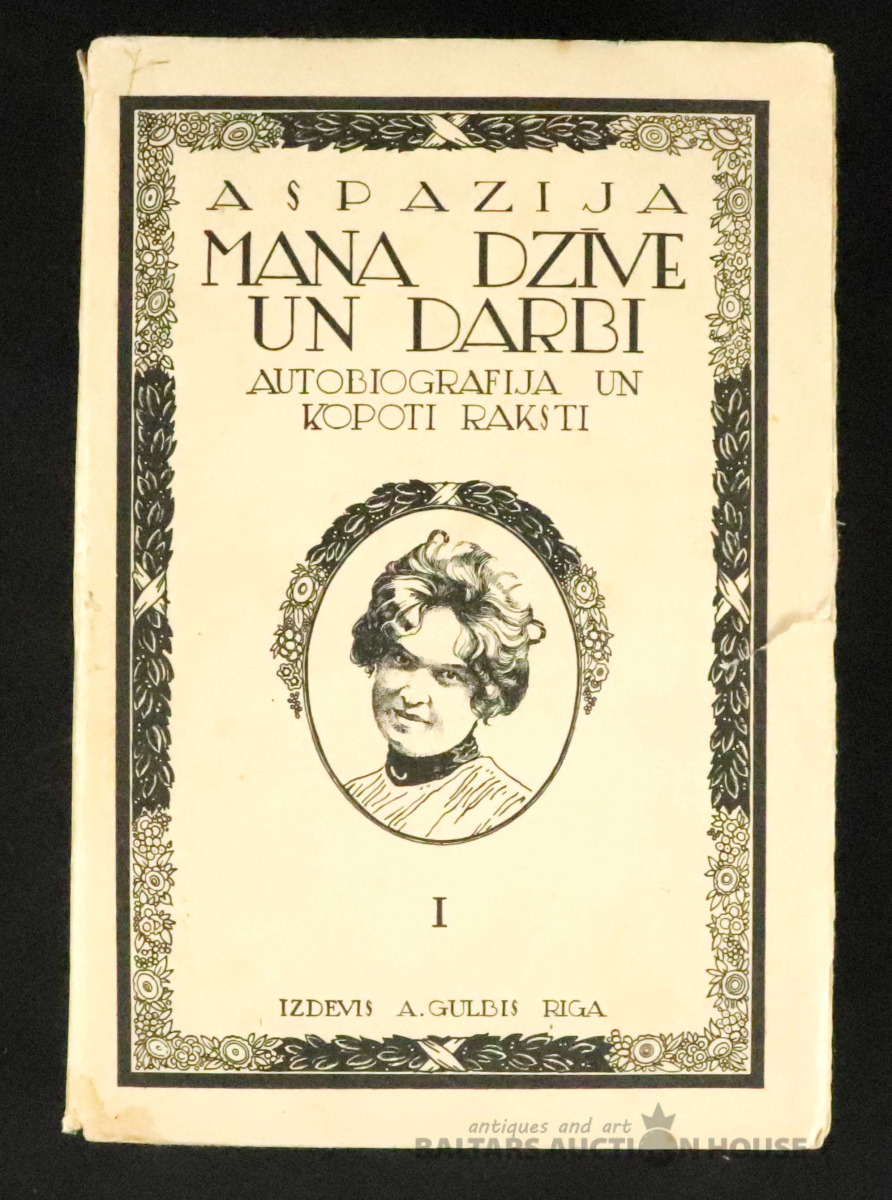 ASPAZIJA
MANA DZĪVE
UN DARBI
AUTOBIOGRAFIJA UN
KOPOTI RAKSTI
I
IZDEVIS A. GULBIS RIGA
antiques and art
BALTARS AUCTION HOUSE